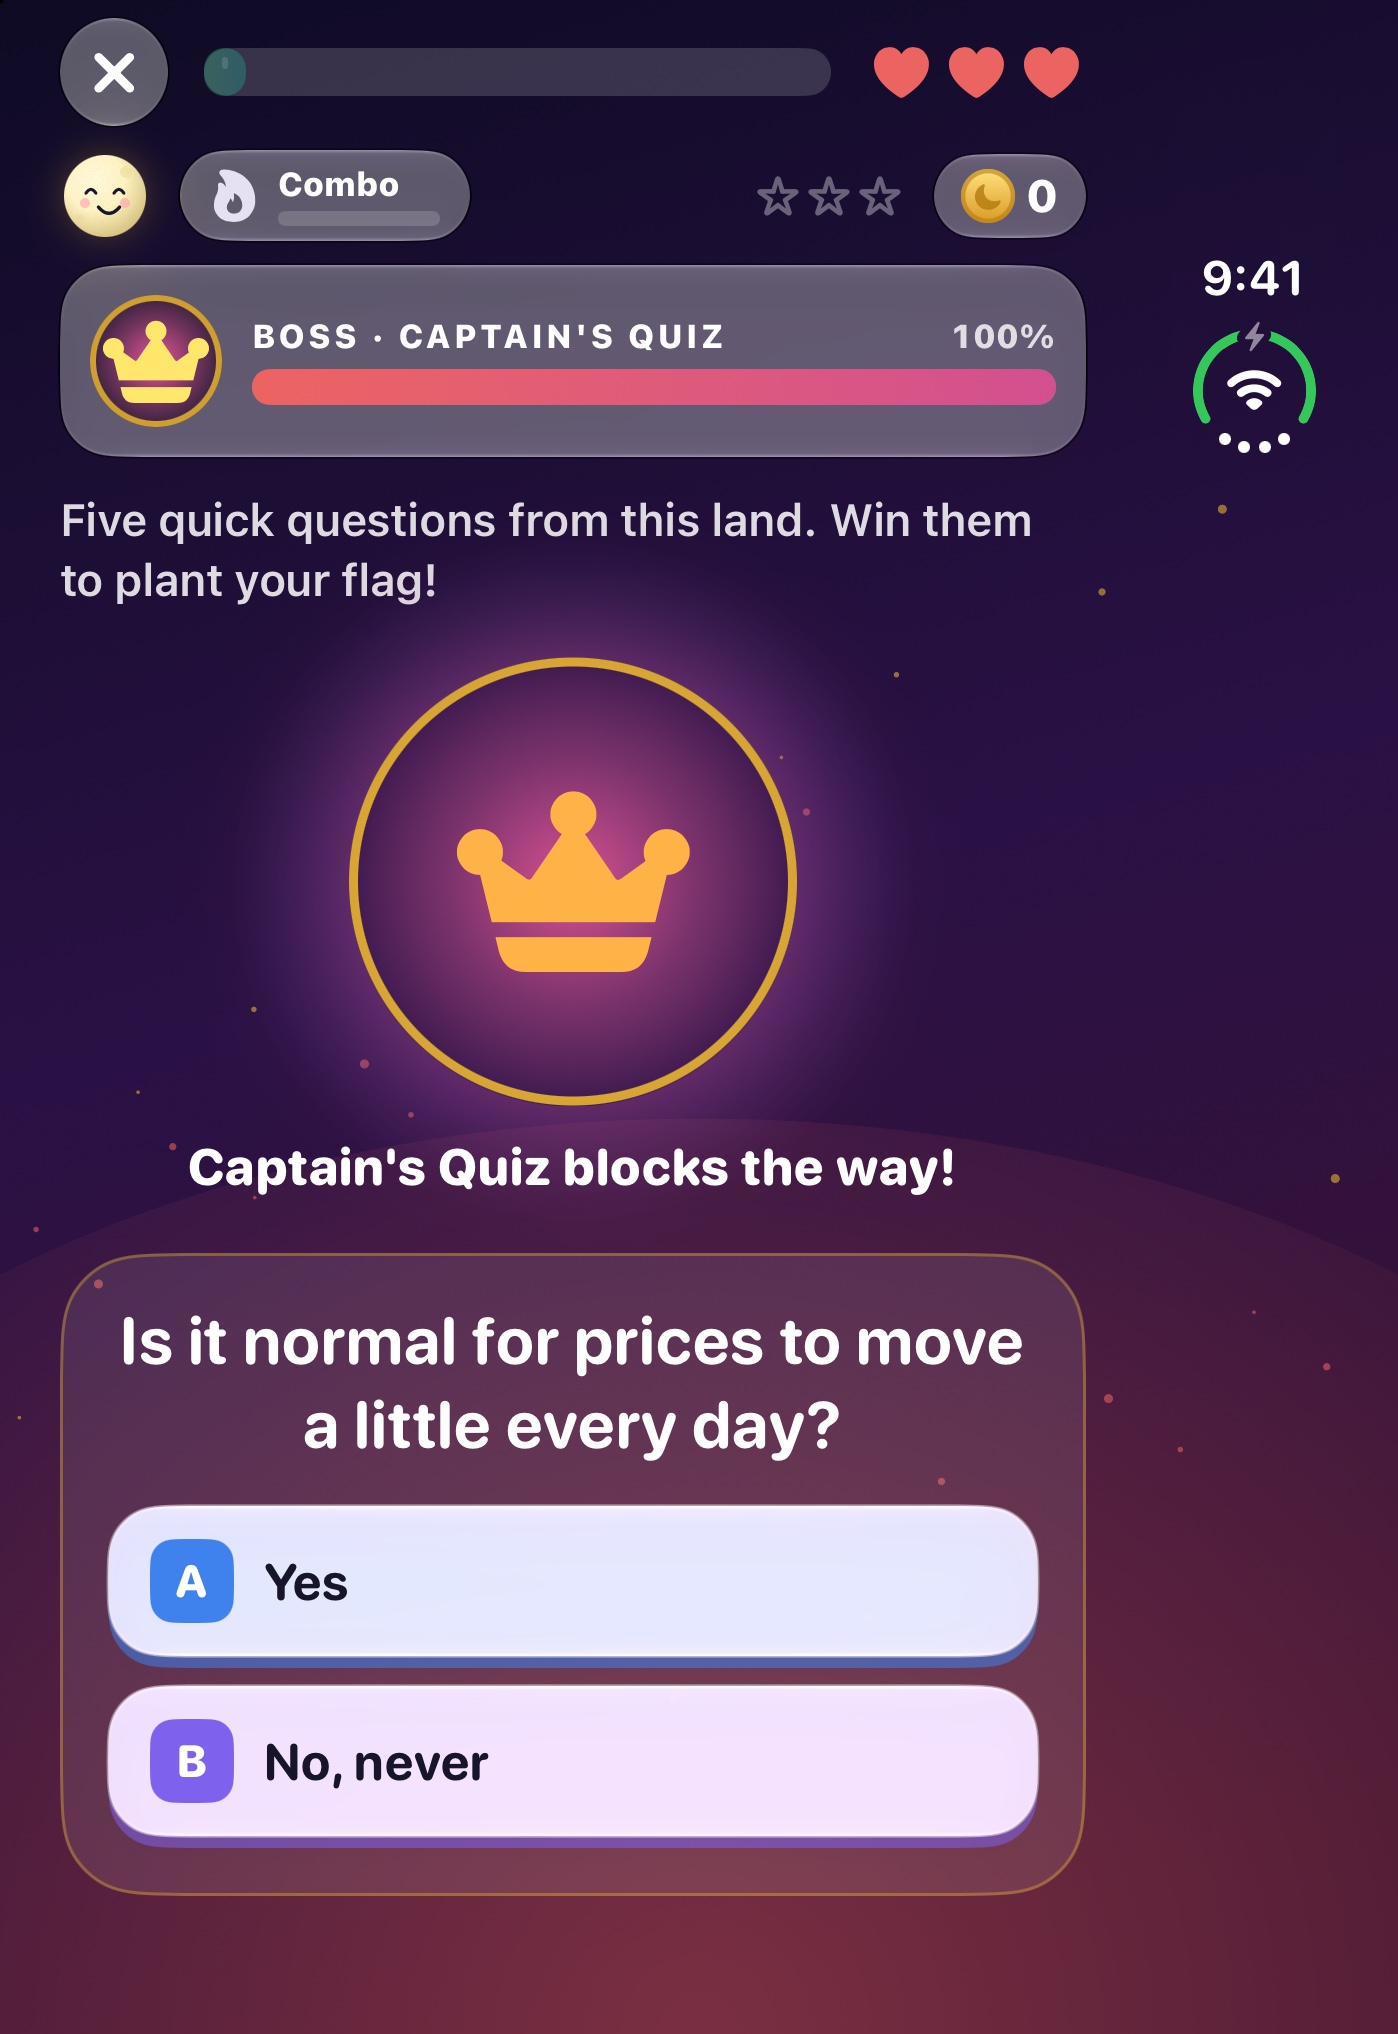 Combo
0
9:41
BOSS · CAPTAIN'S QUIZ
100%
Five quick questions from this land. Win them
to plant your flag!
Captain's Quiz blocks the way!
Is it normal for prices to move
a little every day?
A Yes
B No, never